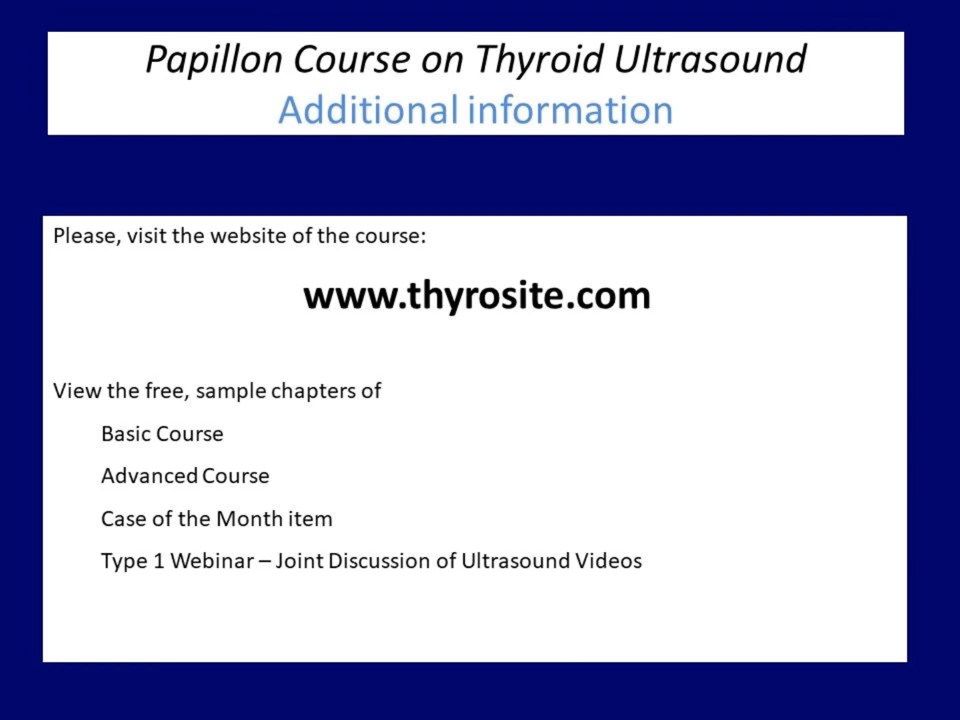 Papillon Course on Thyroid Ultrasound
Additional information
Please, visit the website of the course:
www.thyrosite.com
View the free, sample chapters of
Basic Course
Advanced Course
Case of the Month item
Type 1 Webinar – Joint Discussion of Ultrasound Videos